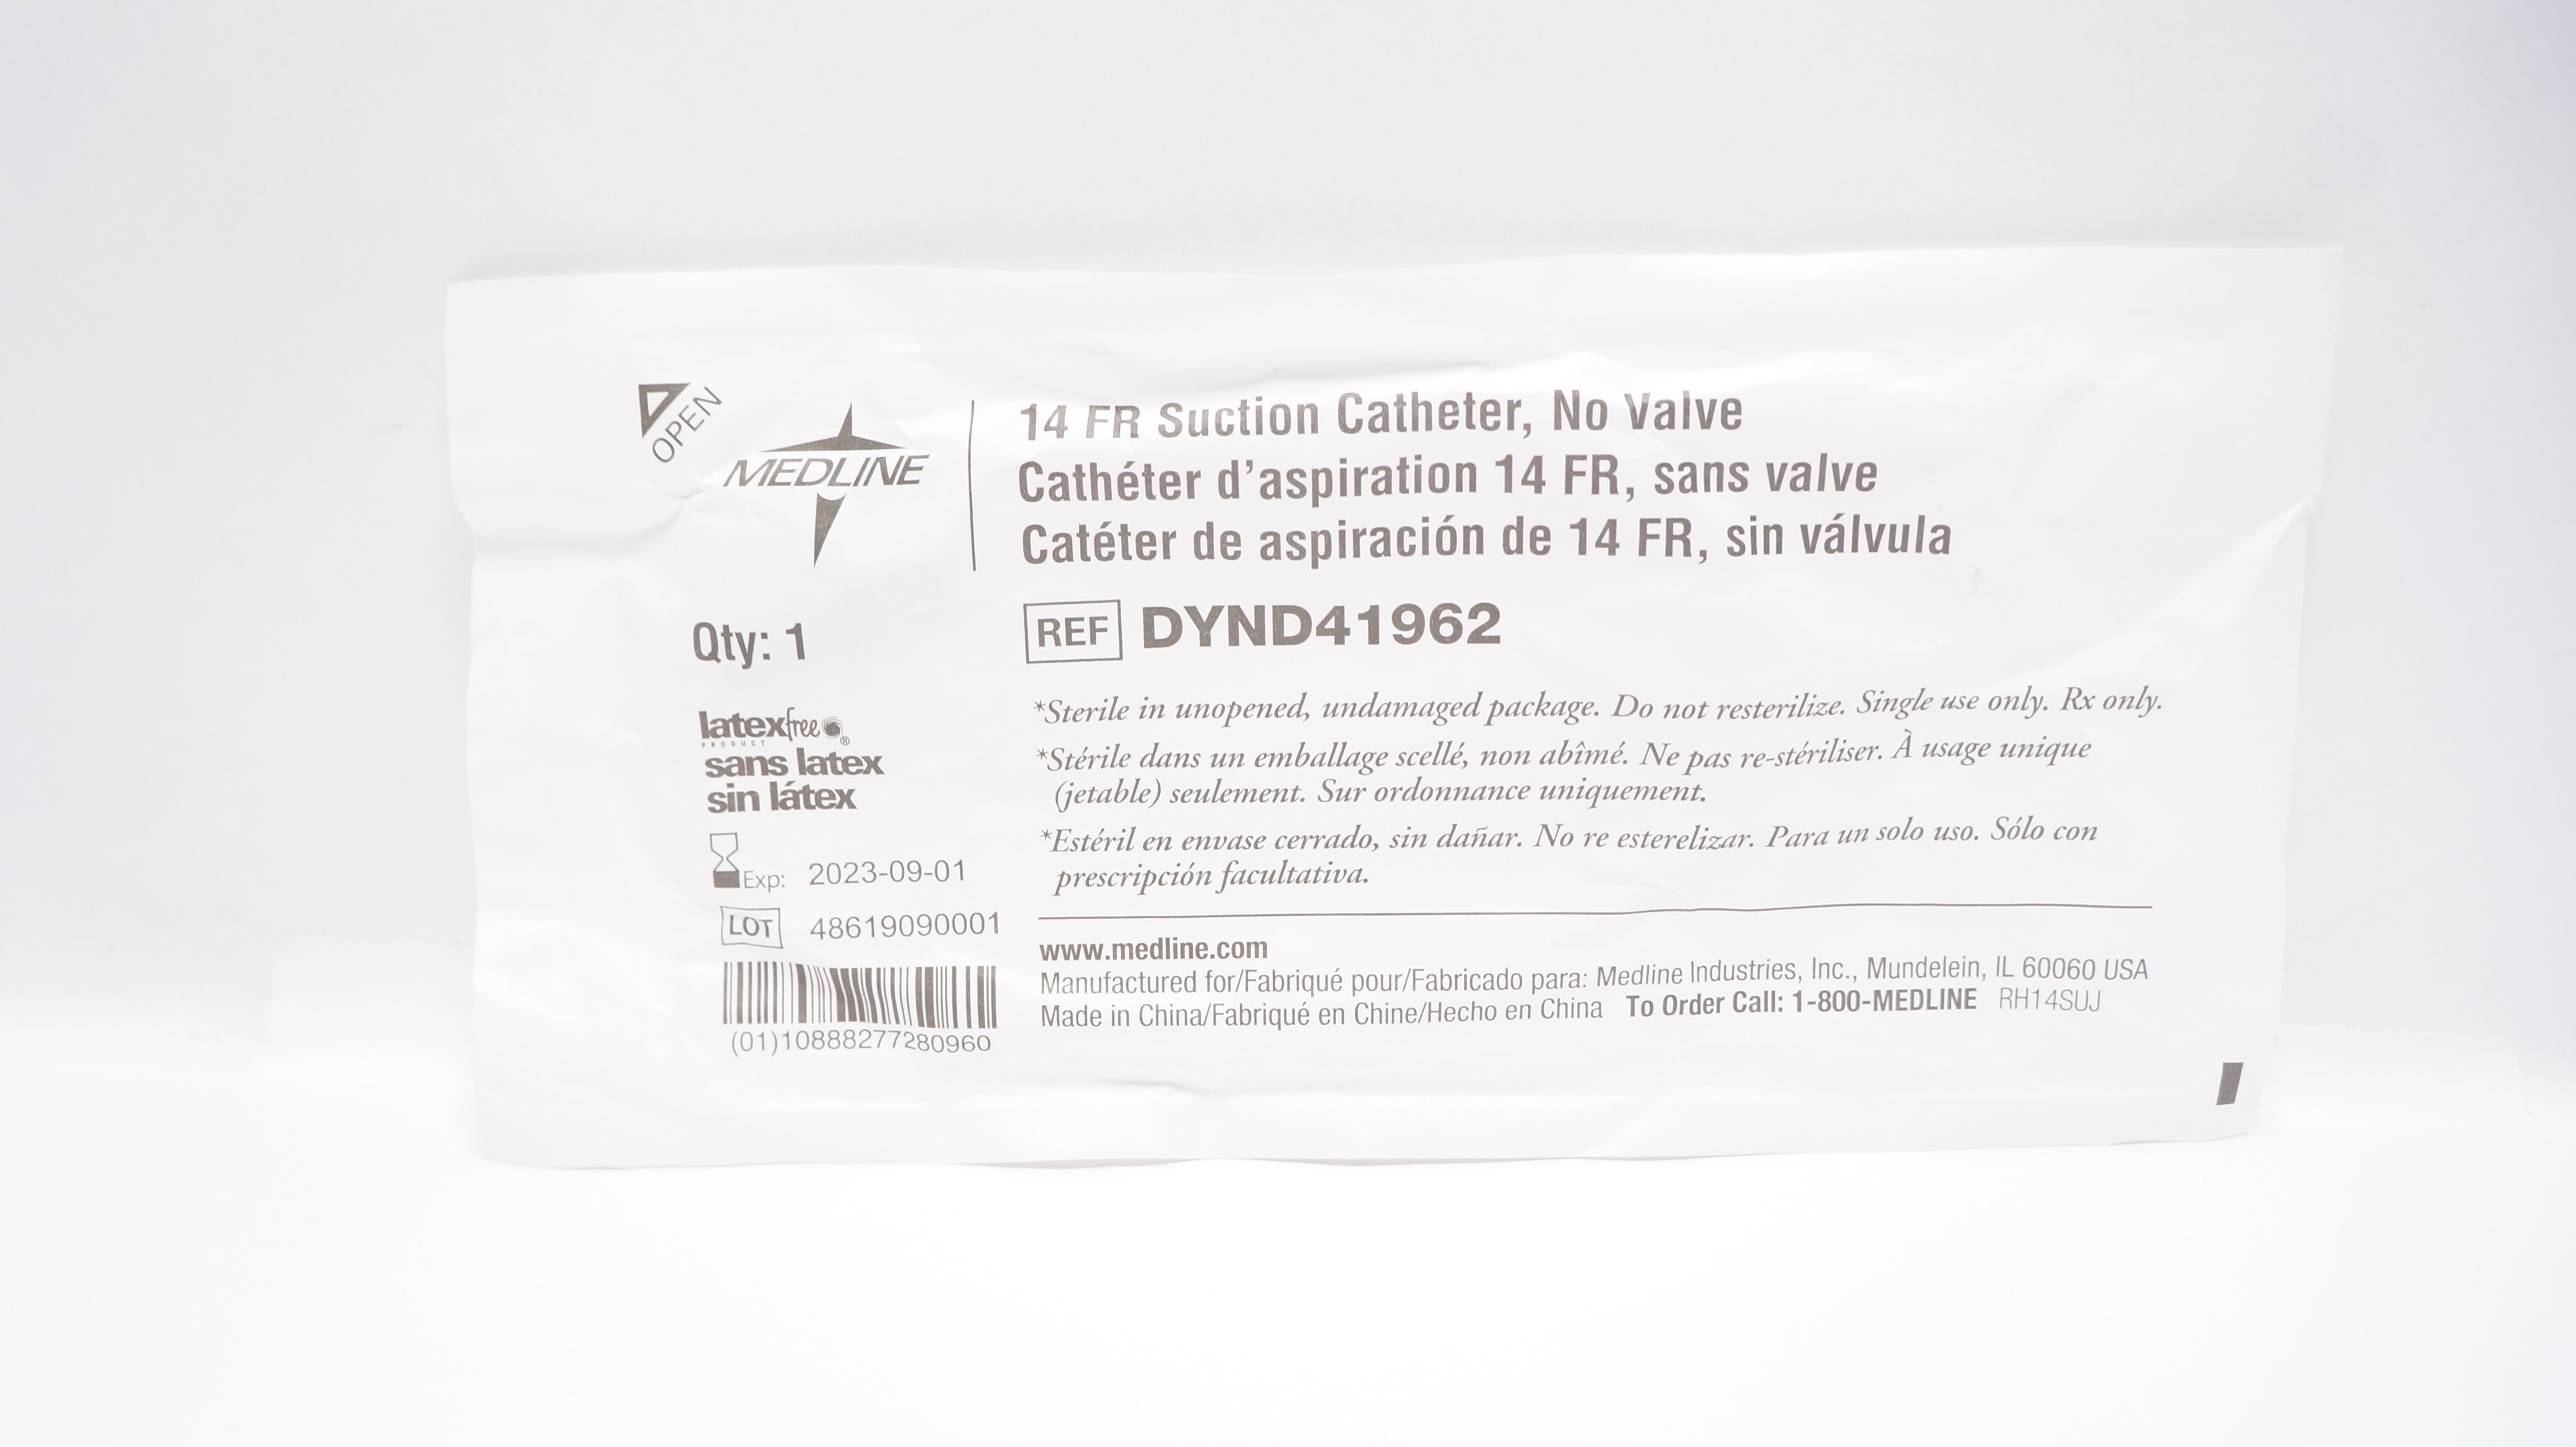 OPEN
MEDLINE
14 FR Suction Catheter, No Valve
Cathéter d'aspiration 14 FR, sans valve
Catéter de aspiración de 14 FR, sin válvula
Qty: 1
REF DYND41962
latexfree®
PRODUCT
sans latex
sin látex
Exp: 2023-09-01
LOT 48619090001
(01)10888277280960
*Sterile in unopened, undamaged package. Do not resterilize. Single use only. Rx only.
*Stérile dans un emballage scellé, non abîmé. Ne pas re-stériliser. À usage unique
(jetable) seulement. Sur ordonnance uniquement.
*Estéril en envase cerrado, sin dañar. No re esterelizar. Para un solo uso. Sólo con
prescripción facultativa.
www.medline.com
Manufactured for/Fabriqué pour/Fabricado para: Medline Industries, Inc., Mundelein, IL 60060 USA
Made in China/Fabriqué en Chine/Hecho en China To Order Call: 1-800-MEDLINE RH14SUJ